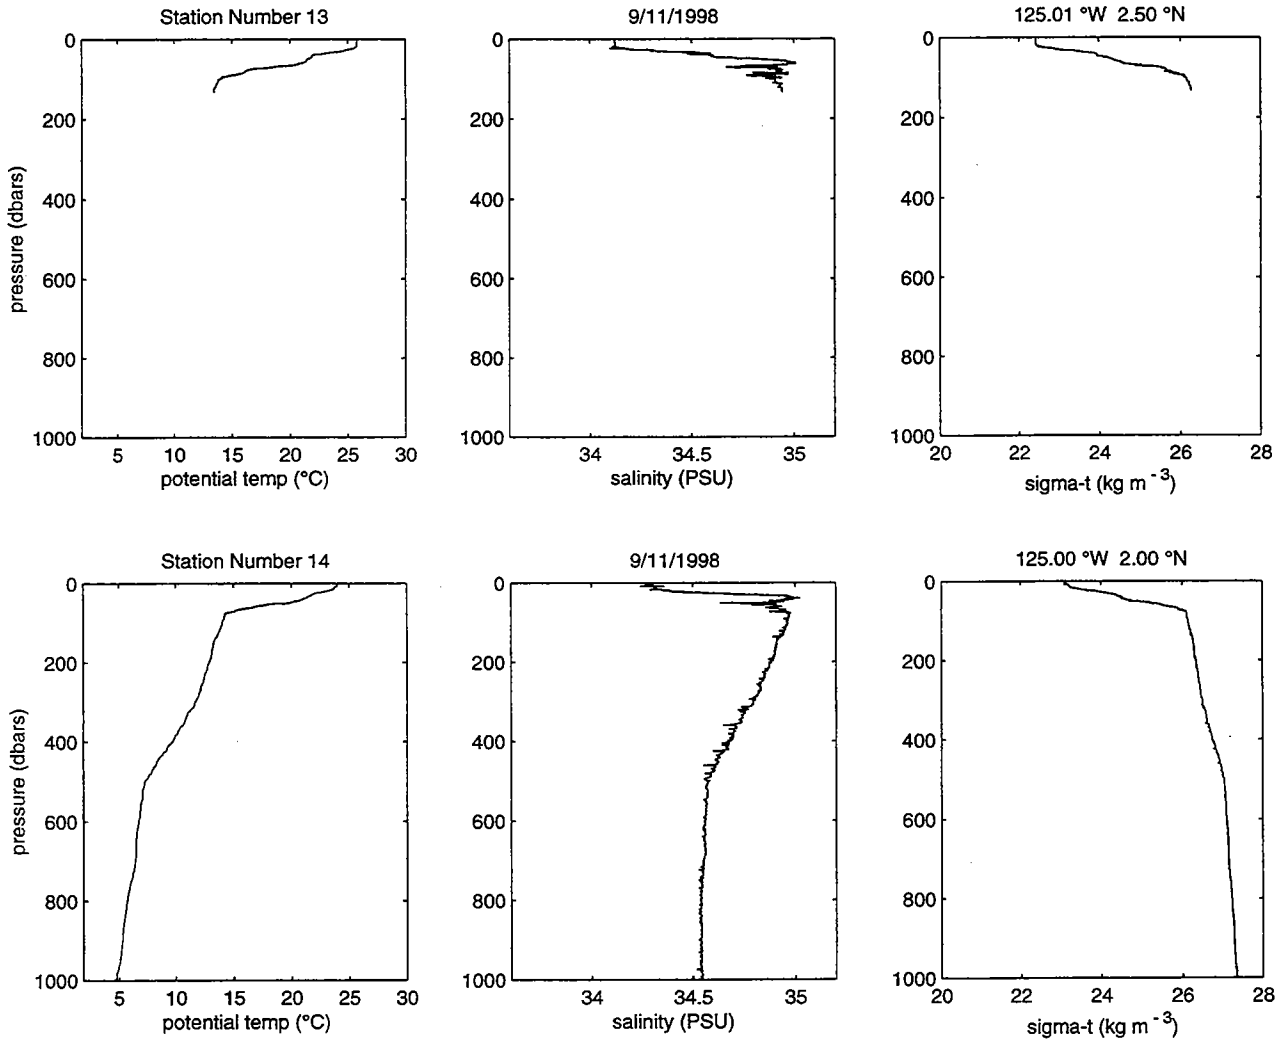 Station Number 13
9/11/1998
125.01 °W 2.50 °N
0
200
400
600
800
1000
pressure (dbars)
5 10 15 20 25 30
potential temp (°C)
0
200
400
600
800
1000
34 34.5 35
salinity (PSU)
0
200
400
600
800
1000
20 22 24 26 28
sigma-t (kg m⁻³)
Station Number 14
9/11/1998
125.00 °W 2.00 °N
0
200
400
600
800
1000
pressure (dbars)
5 10 15 20 25 30
potential temp (°C)
0
200
400
600
800
1000
34 34.5 35
salinity (PSU)
0
200
400
600
800
1000
20 22 24 26 28
sigma-t (kg m⁻³)